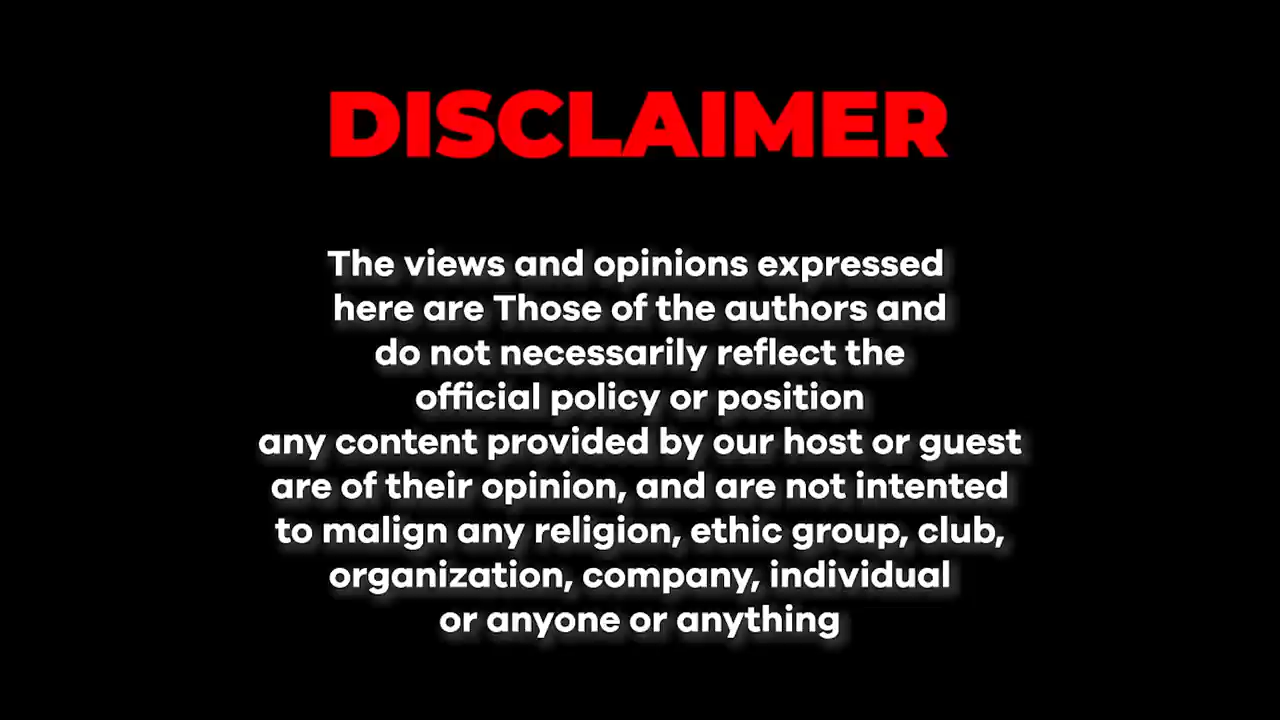 DISCLAIMER
The views and opinions expressed
here are Those of the authors and
do not necessarily reflect the
official policy or position
any content provided by our host or guest
are of their opinion, and are not intented
to malign any religion, ethic group, club,
organization, company, individual
or anyone or anything